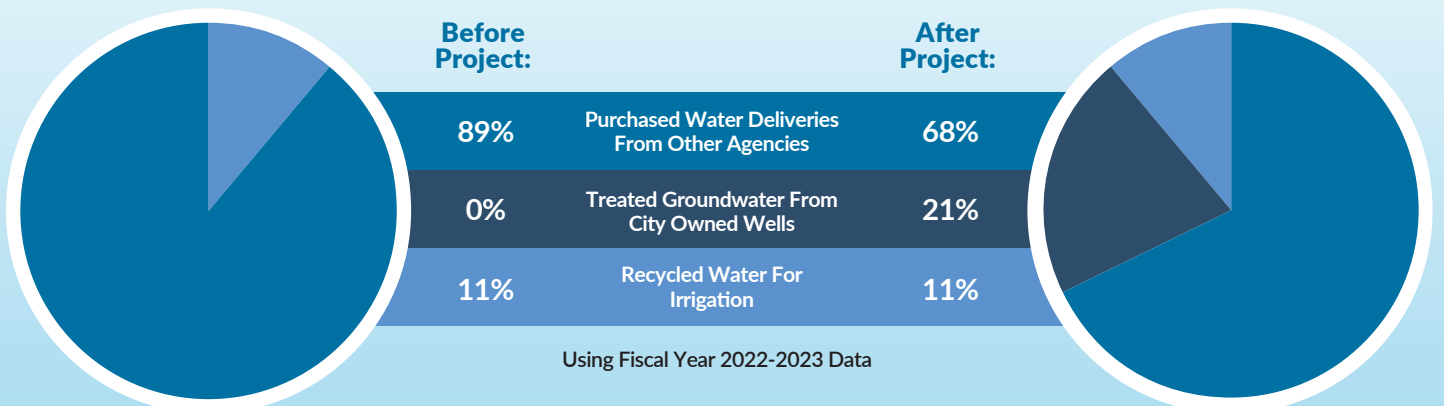 Before
Project:
After
Project:
89%
Purchased Water Deliveries
From Other Agencies
68%
0%
Treated Groundwater From
City Owned Wells
21%
11%
Recycled Water For
Irrigation
11%
Using Fiscal Year 2022-2023 Data